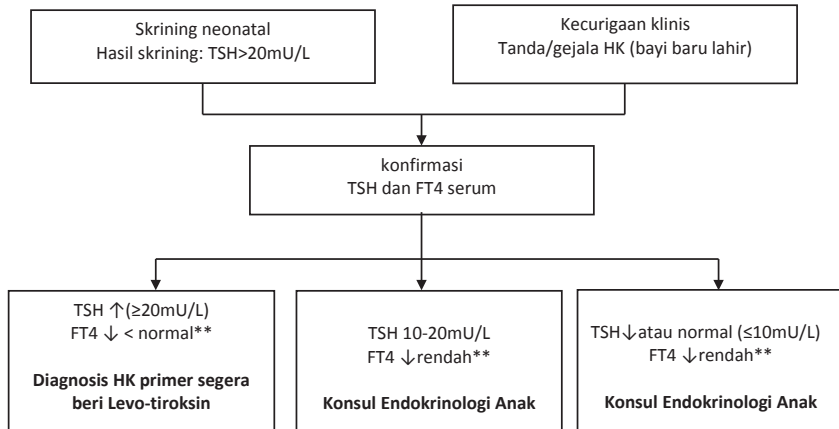 Skrining neonatal
Hasil skrining: TSH>20mU/L
Kecurigaan klinis
Tanda/gejala HK (bayi baru lahir)
konfirmasi
TSH dan FT4 serum
TSH ↑(≥20mU/L)
FT4 ↓ < normal**
Diagnosis HK primer segera
beri Levo-tiroksin
TSH 10-20mU/L
FT4 ↓rendah**
Konsul Endokrinologi Anak
TSH↓atau normal (≤10mU/L)
FT4 ↓rendah**
Konsul Endokrinologi Anak